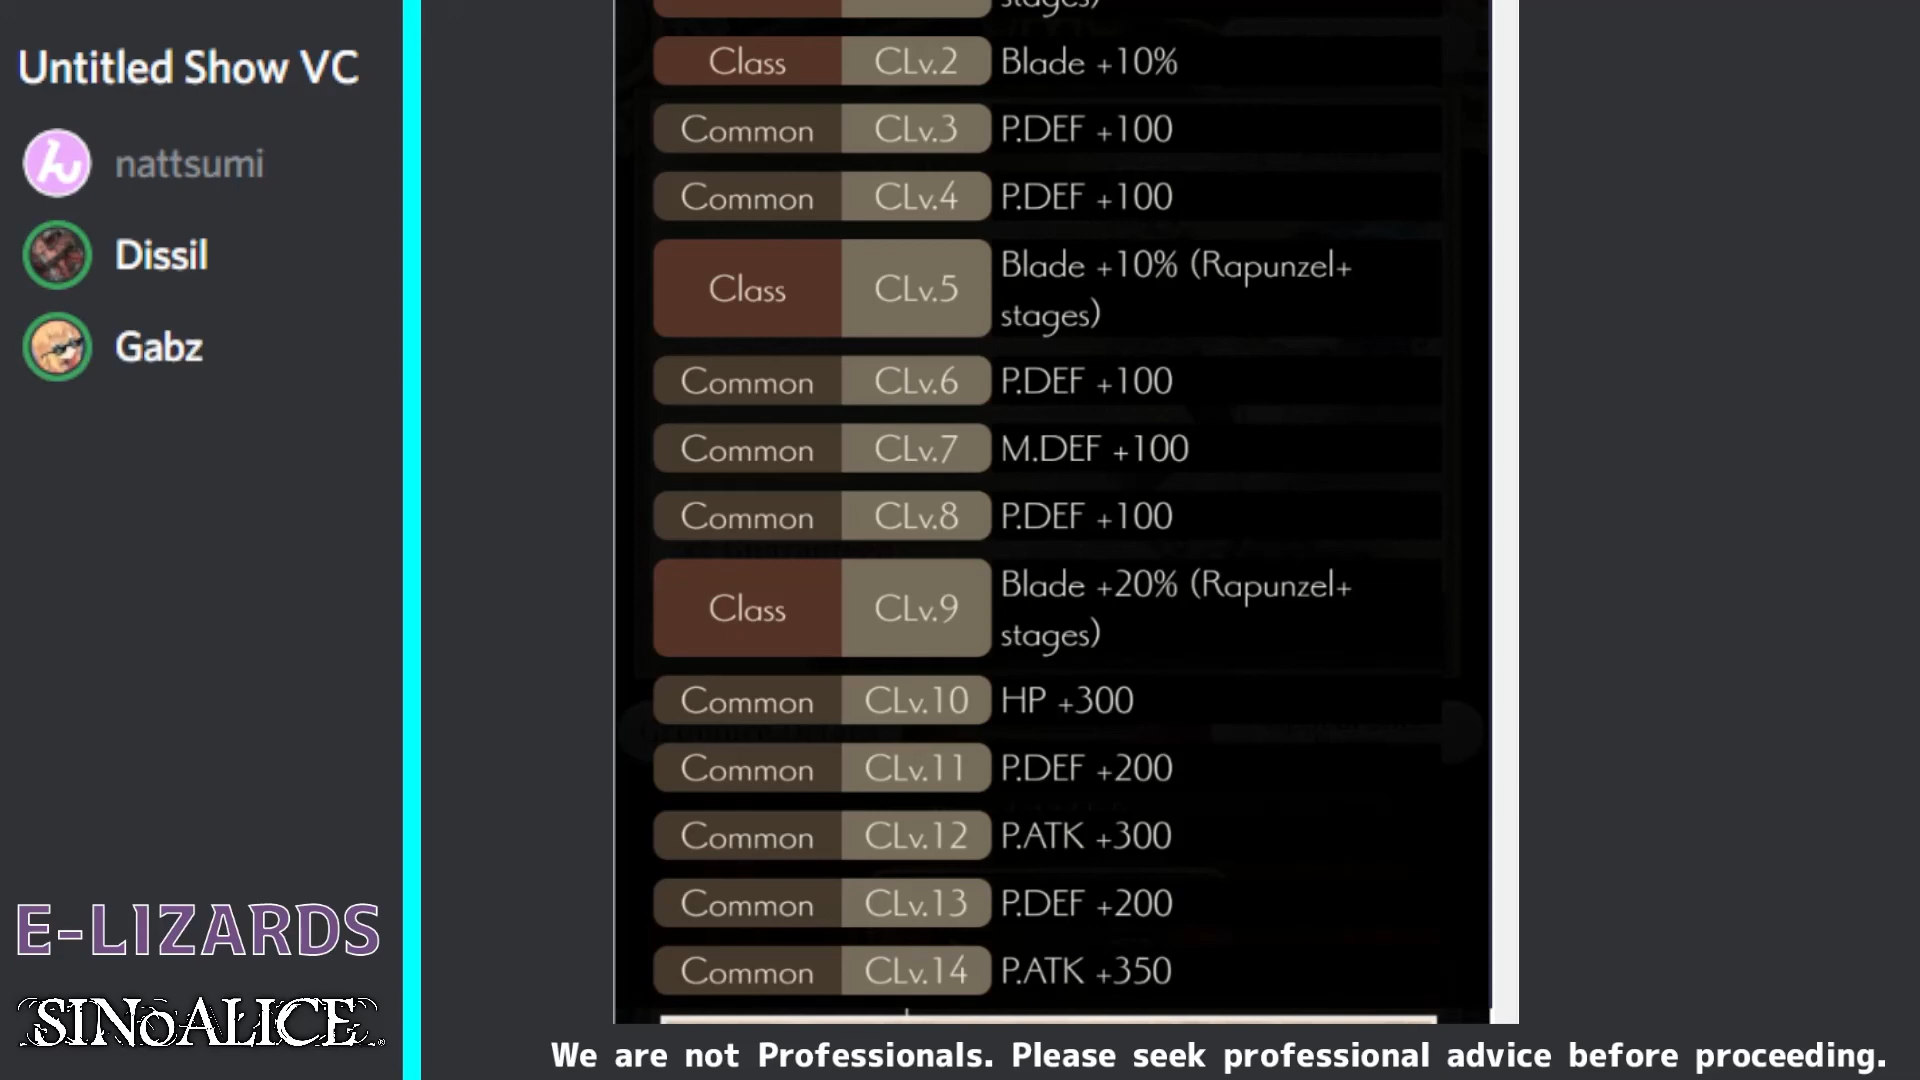 Untitled Show VC
nattsumi
Dissil
Gabz
E-LIZARDS
SINoALICE
stages)
Class CLv.2 Blade +10%
Common CLv.3 P.DEF +100
Common CLv.4 P.DEF +100
Class CLv.5 Blade +10% (Rapunzel+
stages)
Common CLv.6 P.DEF +100
Common CLv.7 M.DEF +100
Common CLv.8 P.DEF +100
Class CLv.9 Blade +20% (Rapunzel+
stages)
Common CLv.10 HP +300
Common CLv.11 P.DEF +200
Common CLv.12 P.ATK +300
Common CLv.13 P.DEF +200
Common CLv.14 P.ATK +350
We are not Professionals. Please seek professional advice before proceeding.